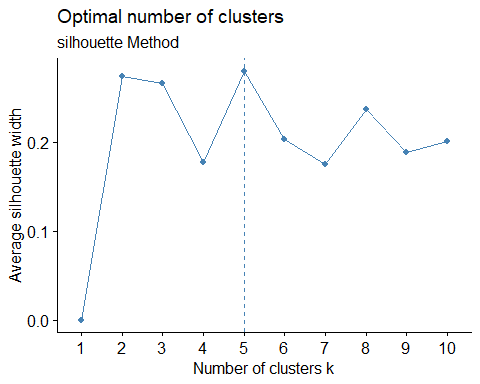 Optimal number of clusters
silhouette Method
Average silhouette width
0.2
0.1
0.0
1 2 3 4 5 6 7 8 9 10
Number of clusters k